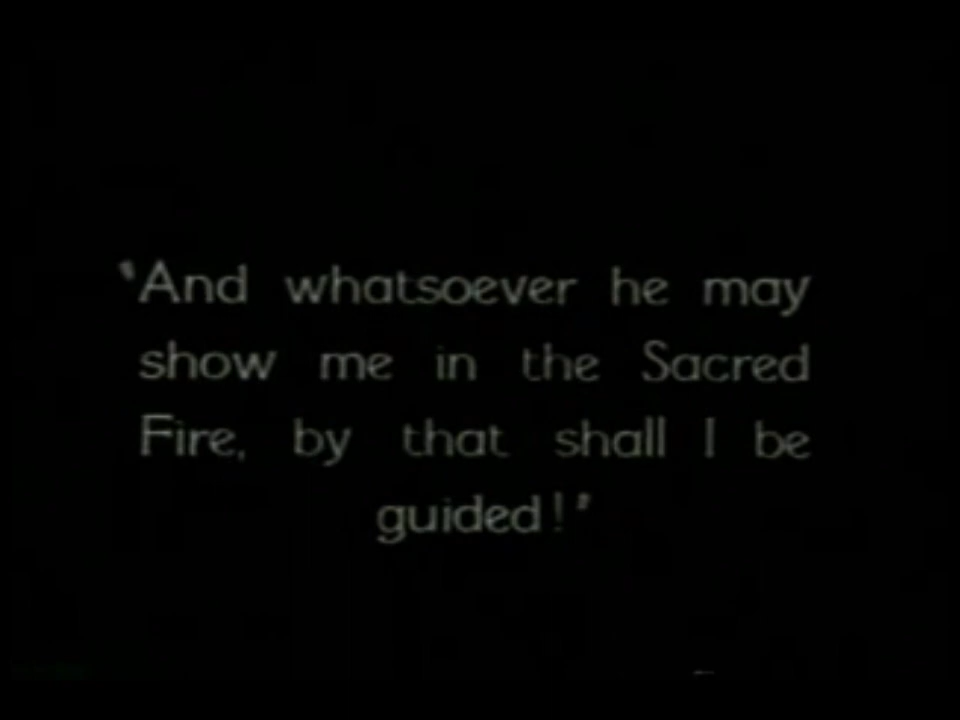 “And whatsoever he may
show me in the Sacred
Fire, by that shall I be
guided!”